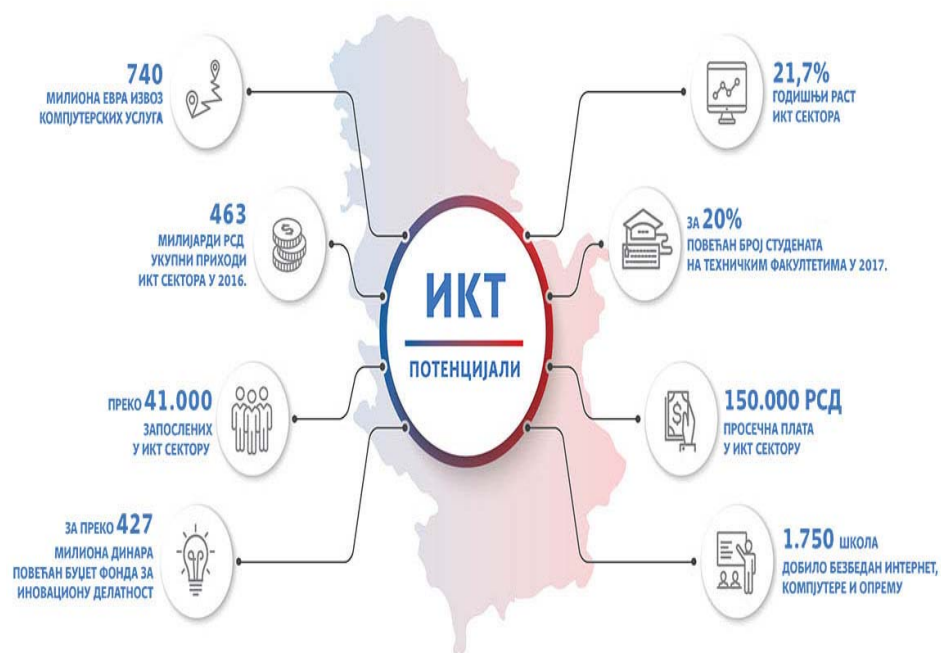 740
МИЛИОНА ЕВРА ИЗВОЗ
КОМПЈУТЕРСКИХ УСЛУГА
463
МИЛИЈАРДИ РСД
УКУПНИ ПРИХОДИ
ИКТ СЕКТОРА У 2016.
ПРЕКО 41.000
ЗАПОСЛЕНИХ
У ИКТ СЕКТОРУ
ЗА ПРЕКО 427
МИЛИОНА ДИНАРА
ПОВЕЋАН БУЏЕТ ФОНДА ЗА
ИНОВАЦИОНУ ДЕЛАТНОСТ
ИКТ
ПОТЕНЦИЈАЛИ
21,7%
ГОДИШЊИ РАСТ
ИКТ СЕКТОРА
ЗА 20%
ПОВЕЋАН БРОЈ СТУДЕНАТА
НА ТЕХНИЧКИМ ФАКУЛТЕТИМА У 2017.
150.000 РСД
ПРОСЕЧНА ПЛАТА
У ИКТ СЕКТОРУ
1.750 ШКОЛА
ДОБИЛО БЕЗБЕДАН ИНТЕРНЕТ,
КОМПЈУТЕРЕ И ОПРЕМУ